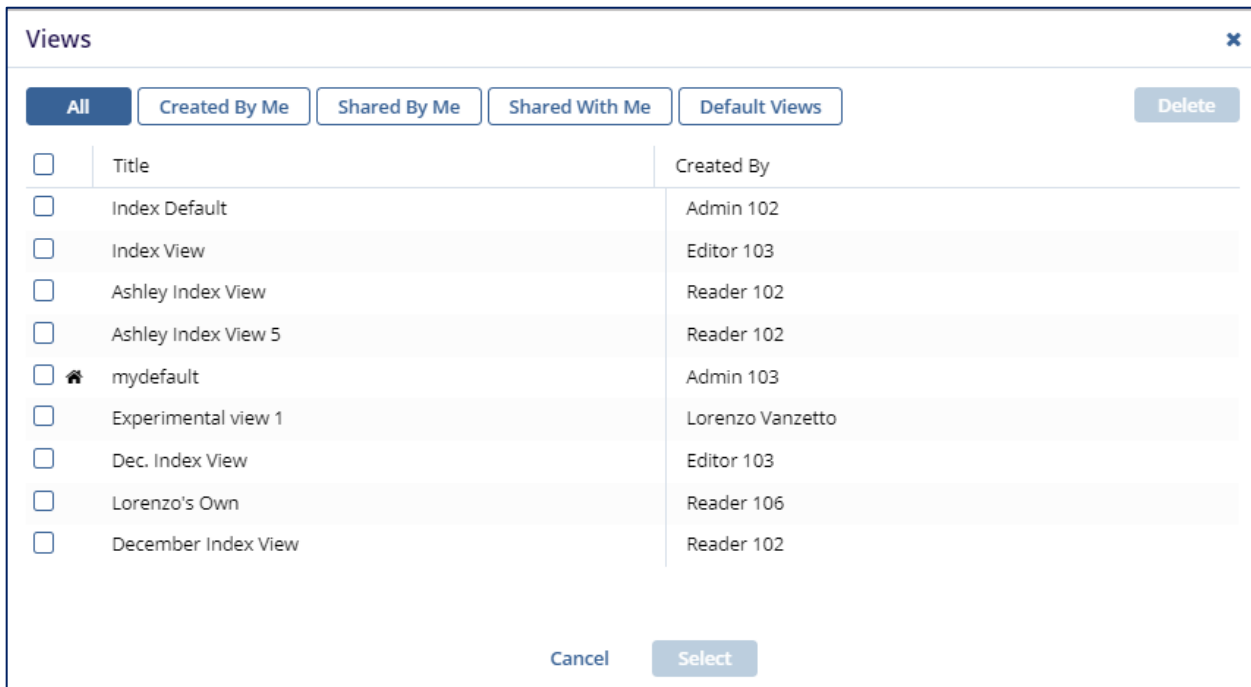 Views
All Created By Me Shared By Me Shared With Me Default Views Delete
Title Created By
Index Default Admin 102
Index View Editor 103
Ashley Index View Reader 102
Ashley Index View 5 Reader 102
mydefault Admin 103
Experimental view 1 Lorenzo Vanzetto
Dec. Index View Editor 103
Lorenzo's Own Reader 106
December Index View Reader 102
Cancel Select